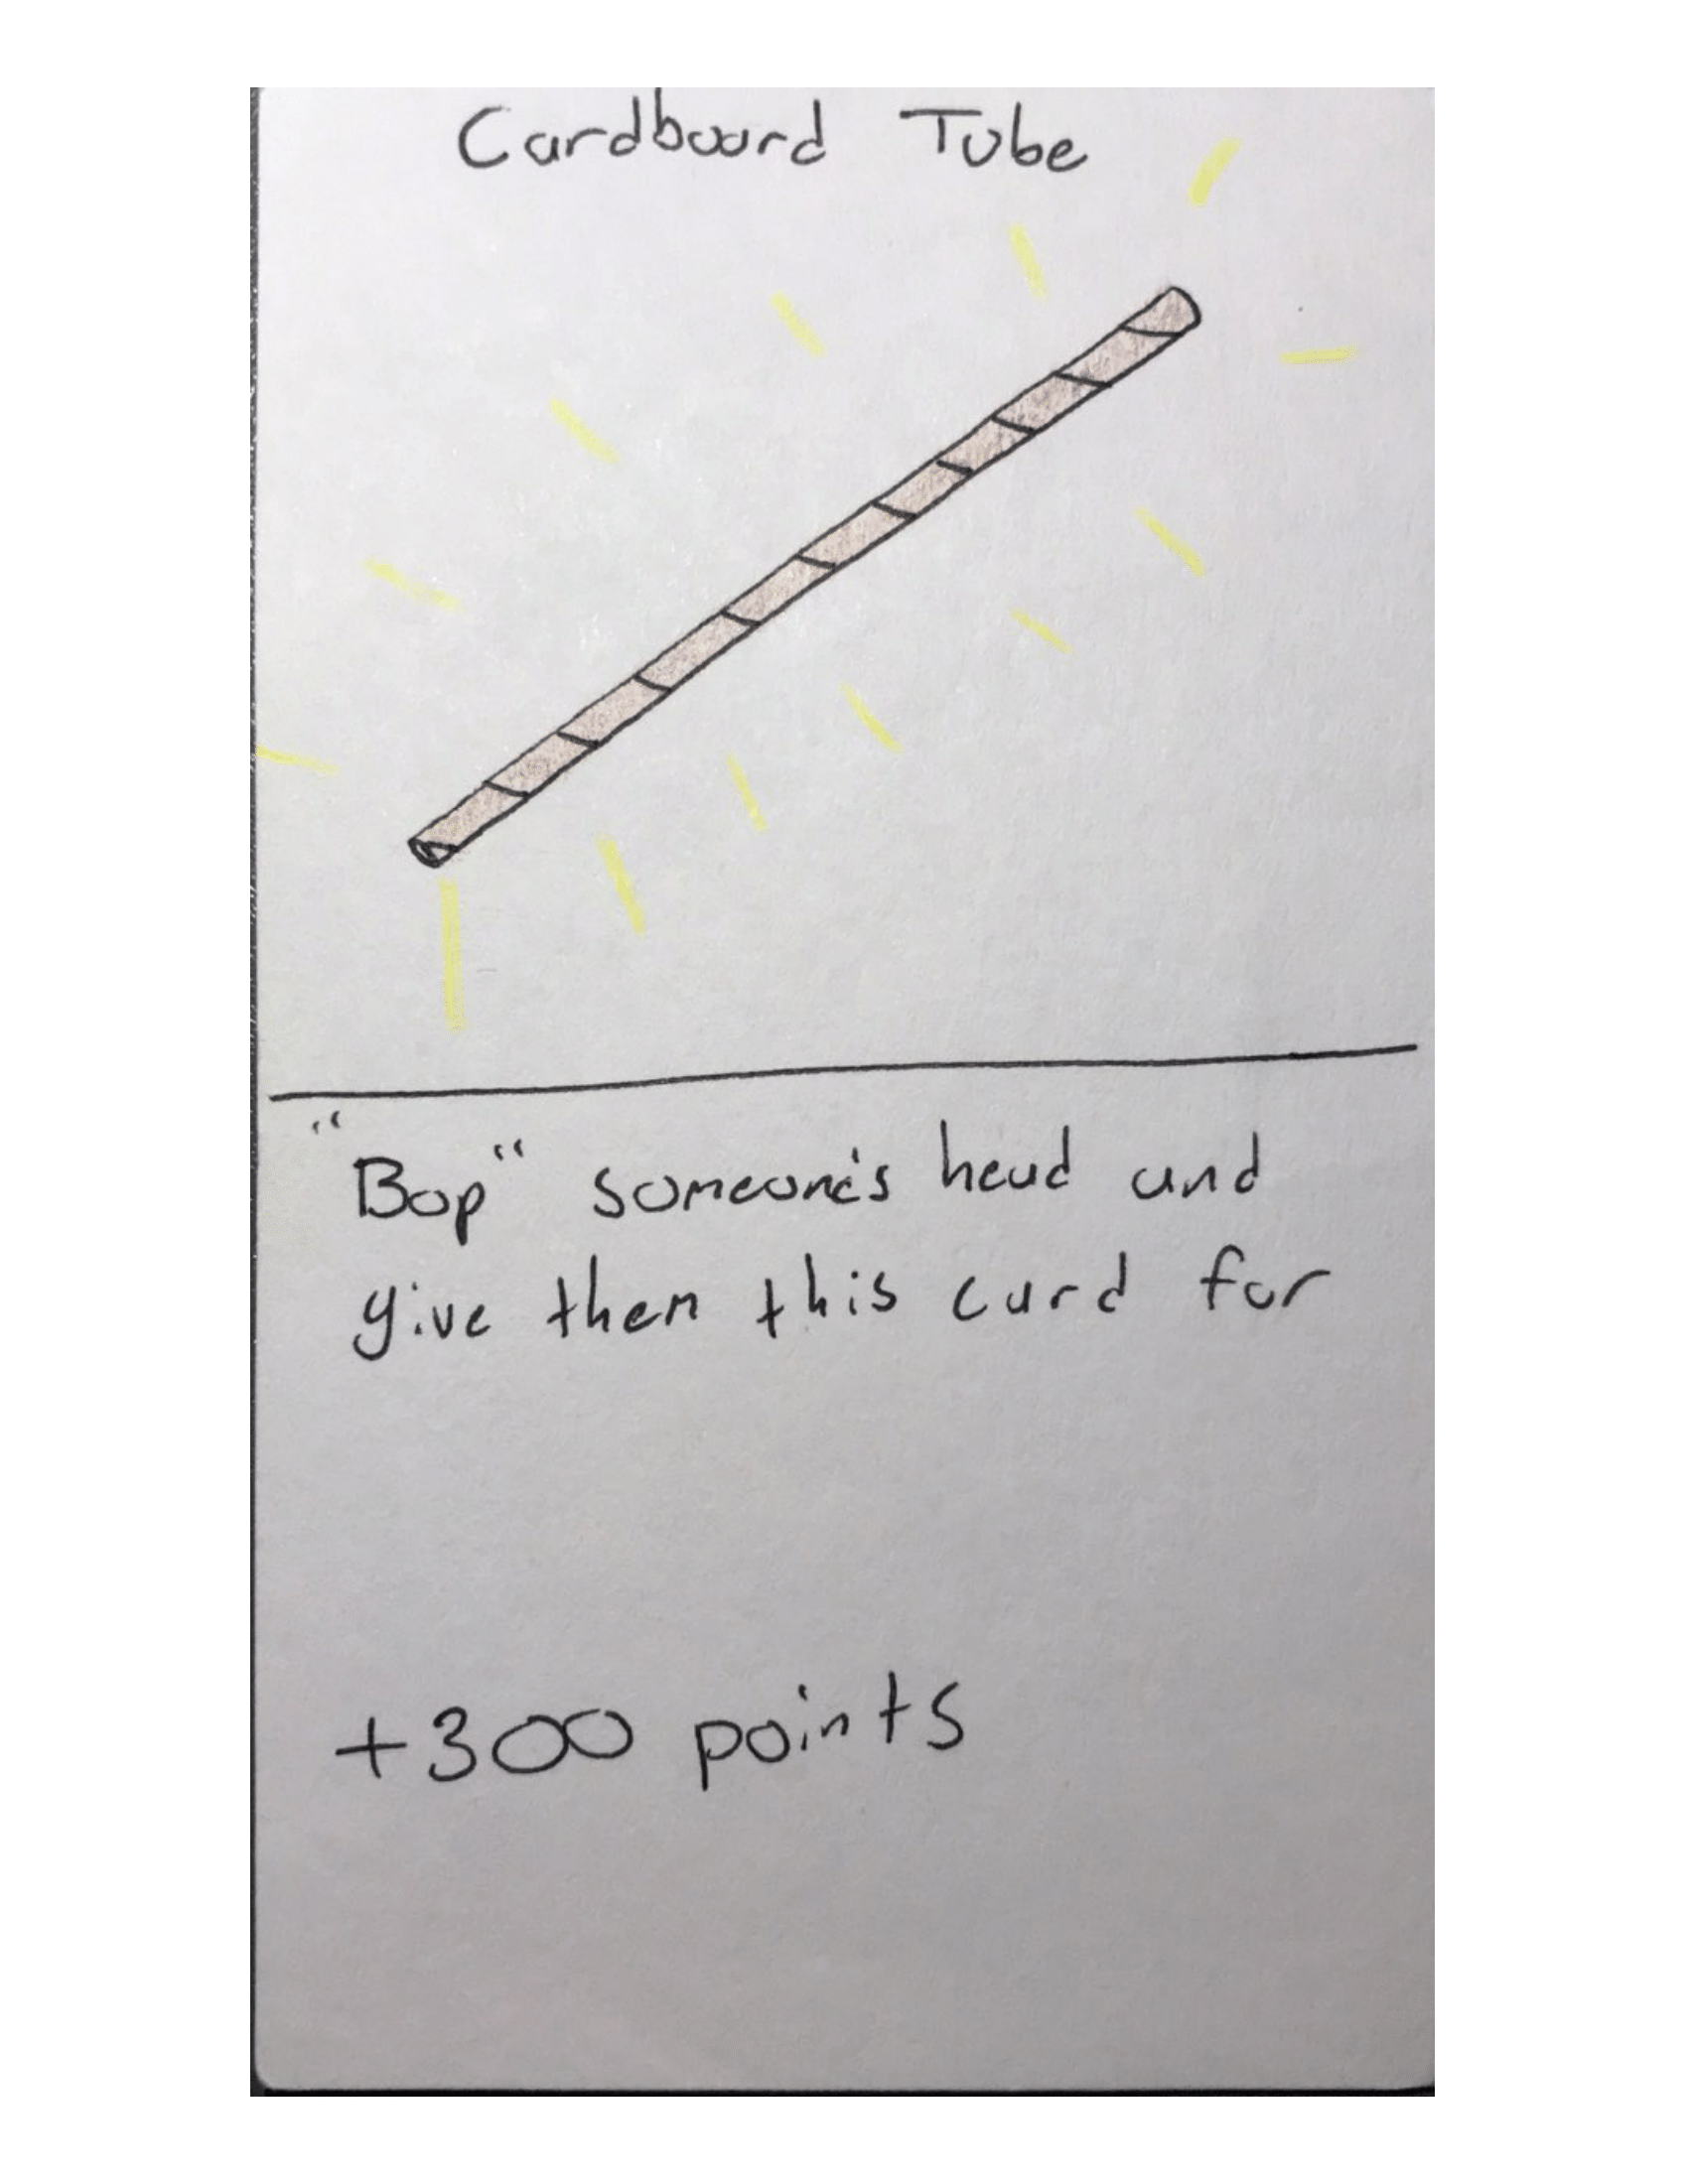 Cardboard Tube
"Bop" someone's head and
give them this card for
+300 points